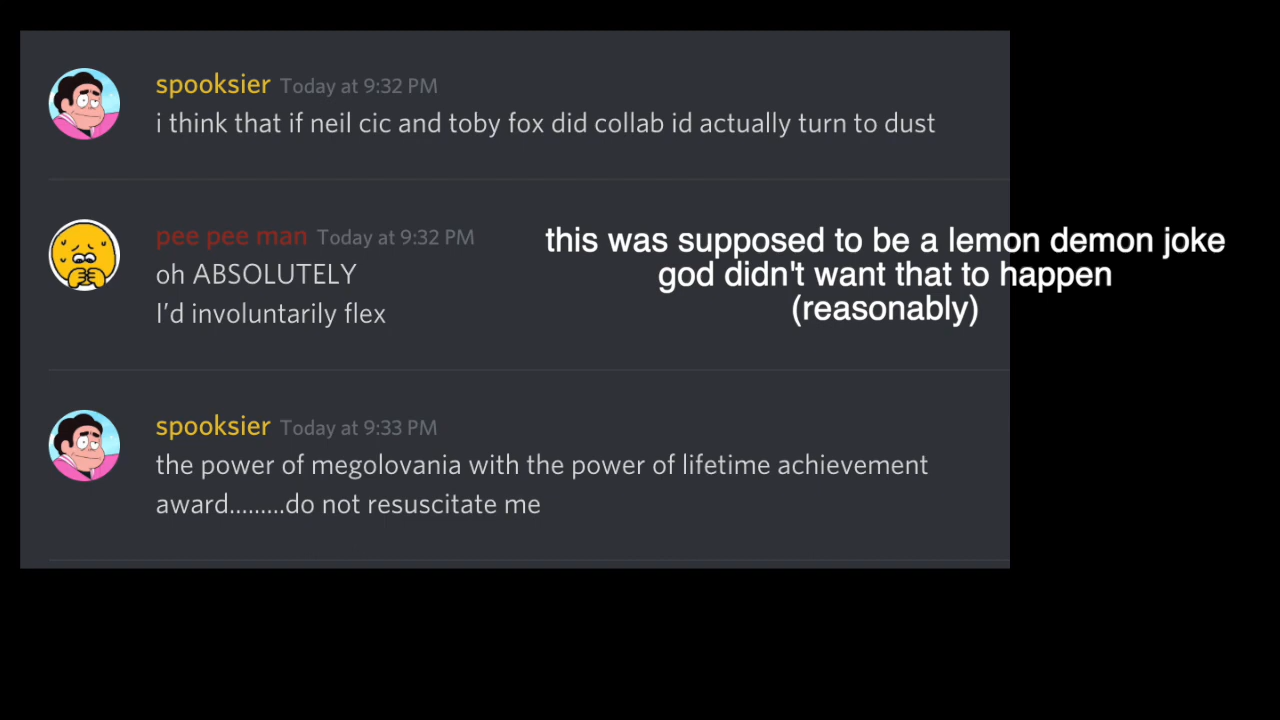 spooksier Today at 9:32 PM
i think that if neil cic and toby fox did collab id actually turn to dust
pee pee man Today at 9:32 PM
oh ABSOLUTELY
I’d involuntarily flex
this was supposed to be a lemon demon joke
god didn't want that to happen
(reasonably)
spooksier Today at 9:33 PM
the power of megolovania with the power of lifetime achievement
award.........do not resuscitate me